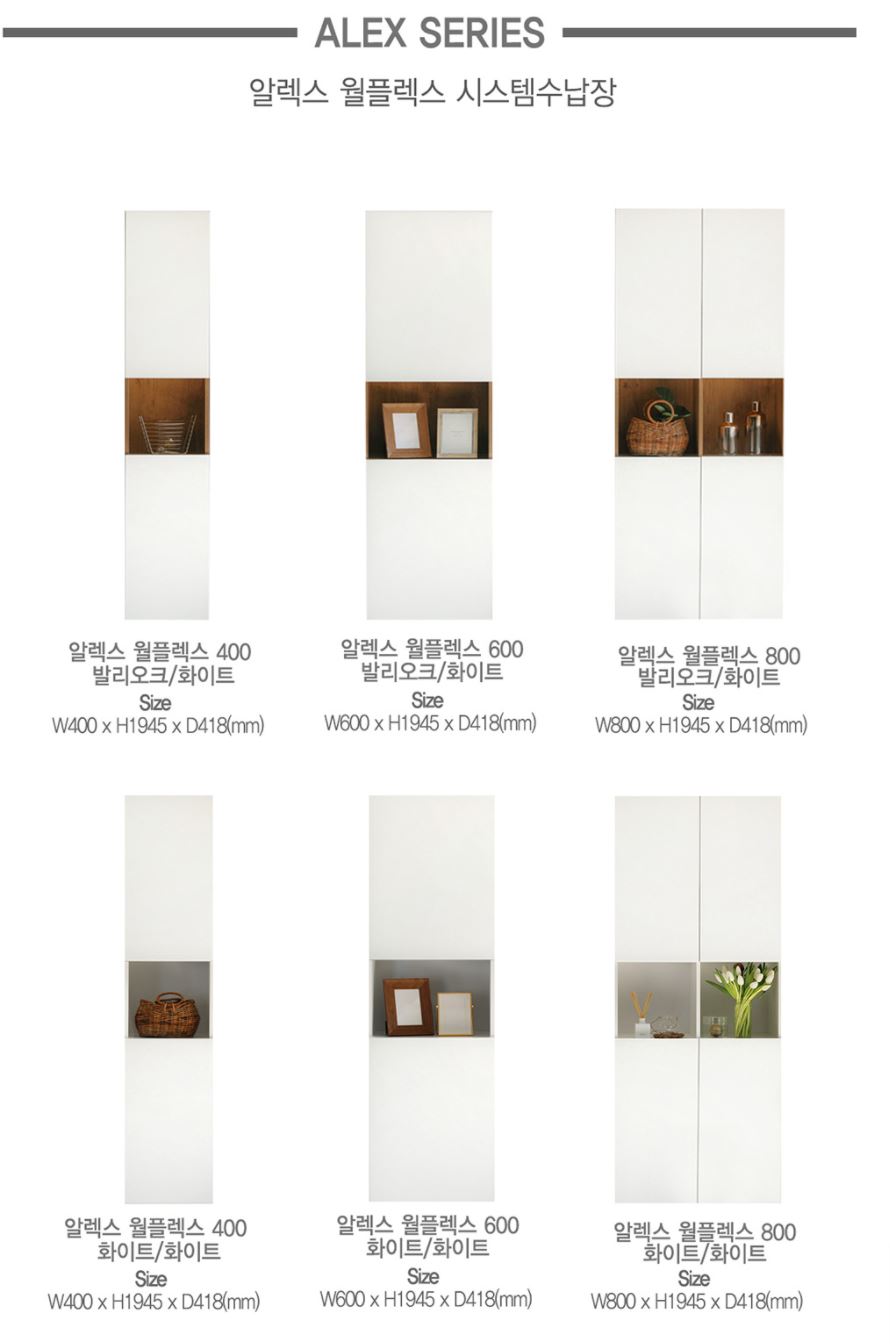 ALEX SERIES
알렉스 월플렉스 시스템수납장
알렉스 월플렉스 400
발리오크/화이트
Size
W400 x H1945 x D418(mm)
알렉스 월플렉스 600
발리오크/화이트
Size
W600 x H1945 x D418(mm)
알렉스 월플렉스 800
발리오크/화이트
Size
W800 x H1945 x D418(mm)
알렉스 월플렉스 400
화이트/화이트
Size
W400 x H1945 x D418(mm)
알렉스 월플렉스 600
화이트/화이트
Size
W600 x H1945 x D418(mm)
알렉스 월플렉스 800
화이트/화이트
Size
W800 x H1945 x D418(mm)